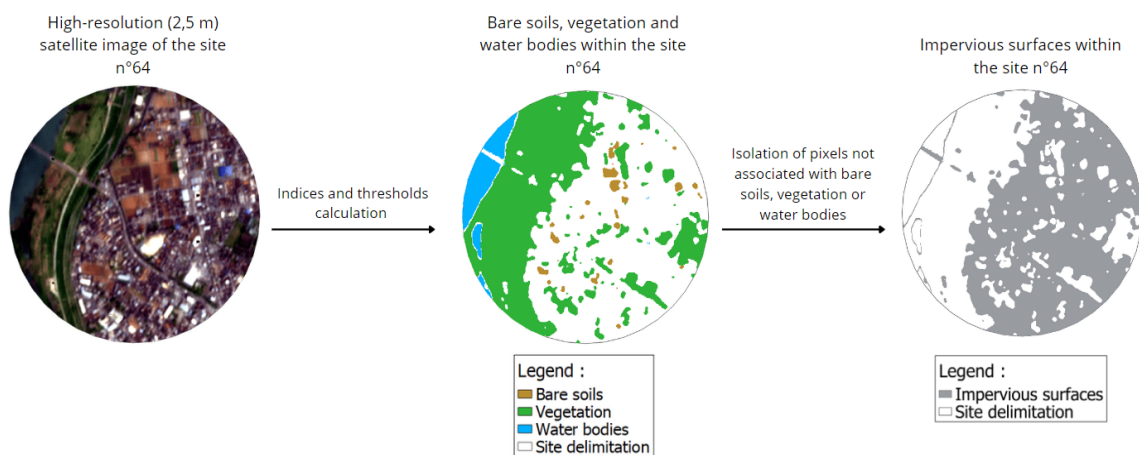 High-resolution (2,5 m)
satellite image of the site
n°64
Bare soils, vegetation and
water bodies within the site
n°64
Impervious surfaces within
the site n°64
Indices and thresholds
calculation
Isolation of pixels not
associated with bare
soils, vegetation or
water bodies
Legend :
Bare soils
Vegetation
Water bodies
Site delimitation
Legend :
Impervious surfaces
Site delimitation